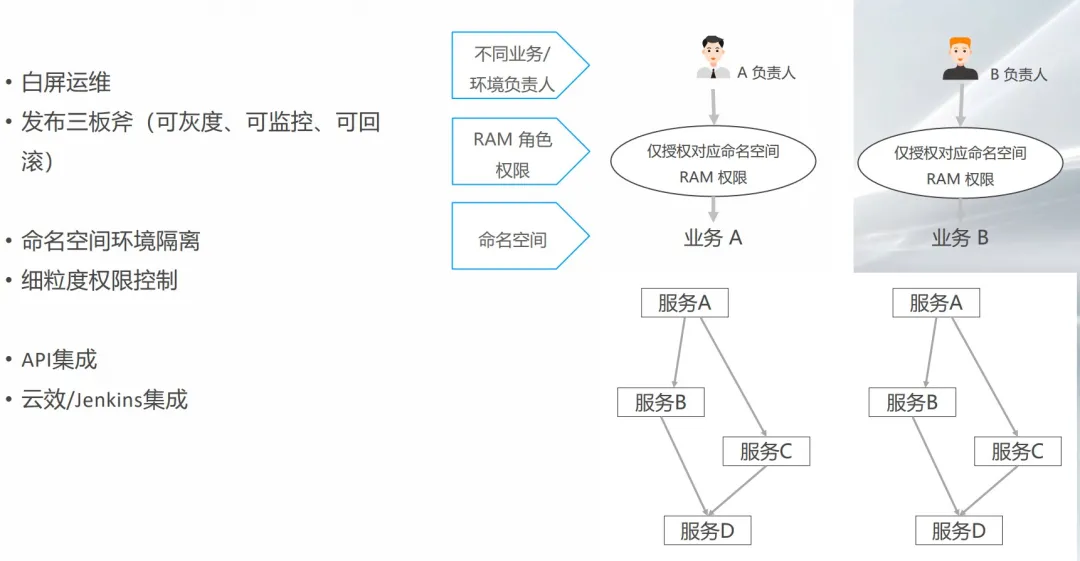 • 白屏运维
• 发布三板斧（可灰度、可监控、可回
滚）
• 命名空间环境隔离
• 细粒度权限控制
• API集成
• 云效/Jenkins集成
不同业务/
环境负责人
A 负责人
B 负责人
RAM 角色
权限
仅授权对应命名空间
RAM 权限
仅授权对应命名空间
RAM 权限
命名空间
业务 A
业务 B
服务A
服务B
服务C
服务D
服务A
服务B
服务C
服务D